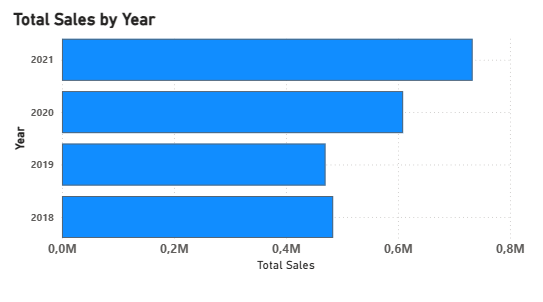 Total Sales by Year
Year
2021
2020
2019
2018
0,0M 0,2M 0,4M 0,6M 0,8M
Total Sales